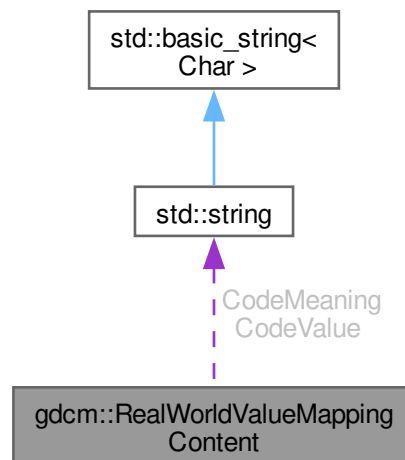 std::basic_string<
Char >
std::string
CodeMeaning
CodeValue
gdcm::RealWorldValueMapping
Content